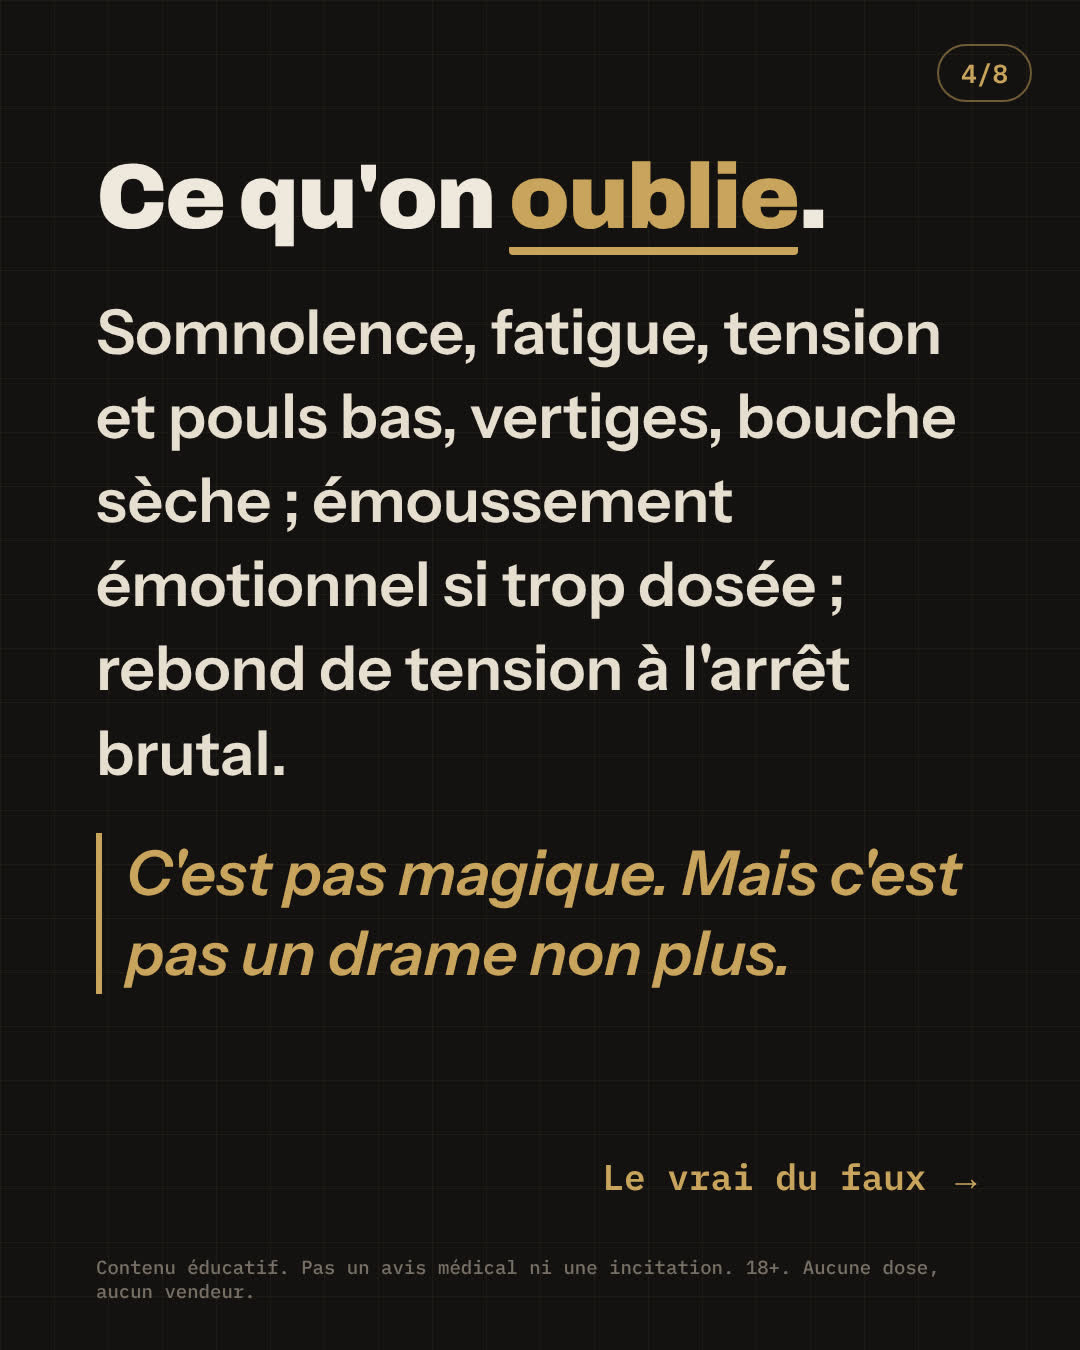 4/8
Ce qu'on oublie.
Somnolence, fatigue, tension
et pouls bas, vertiges, bouche
sèche ; émoussement
émotionnel si trop dosée ;
rebond de tension à l'arrêt
brutal.
C'est pas magique. Mais c'est
pas un drame non plus.
Le vrai du faux →
Contenu éducatif. Pas un avis médical ni une incitation. 18+. Aucune dose,
aucun vendeur.